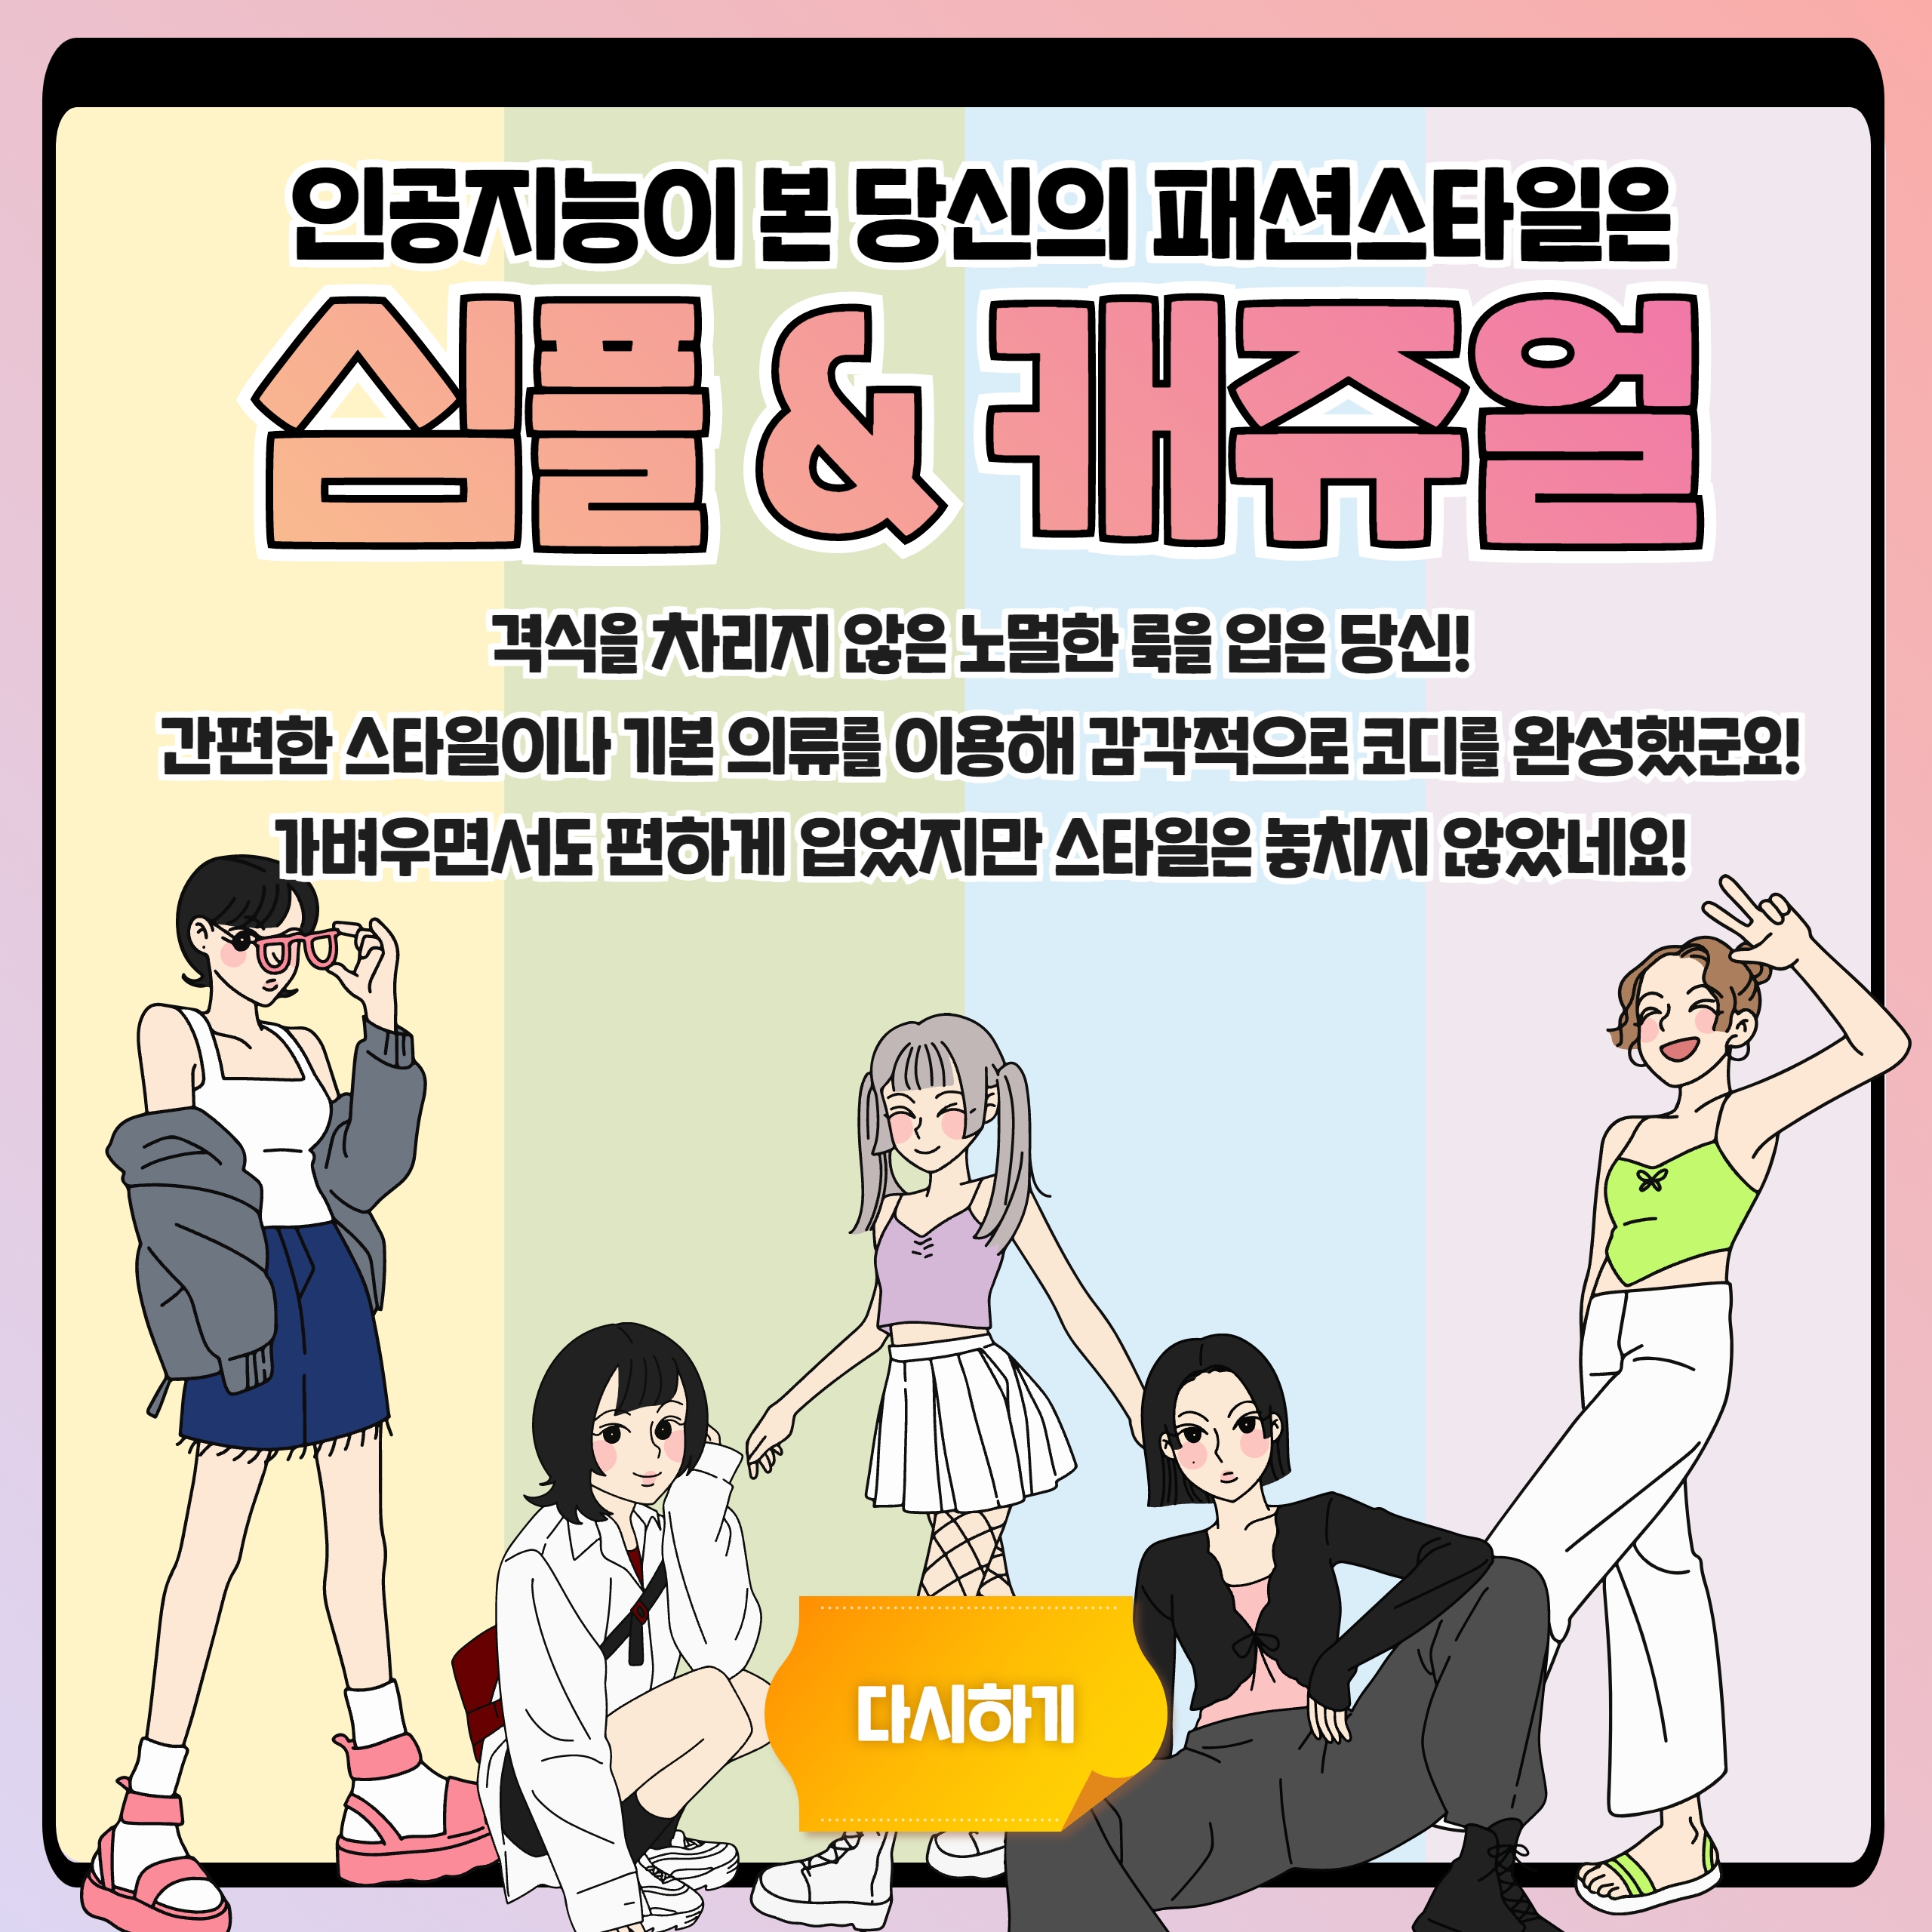 인공지능이 본 당신의 패션스타일은
심플 & 캐쥬얼
격식을 차리지 않은 노멀한 룩을 입은 당신!
간편한 스타일이나 기본 의류를 이용해 감각적으로 코디를 완성했군요!
가벼우면서도 편하게 입었지만 스타일은 놓치지 않았네요!
다시하기